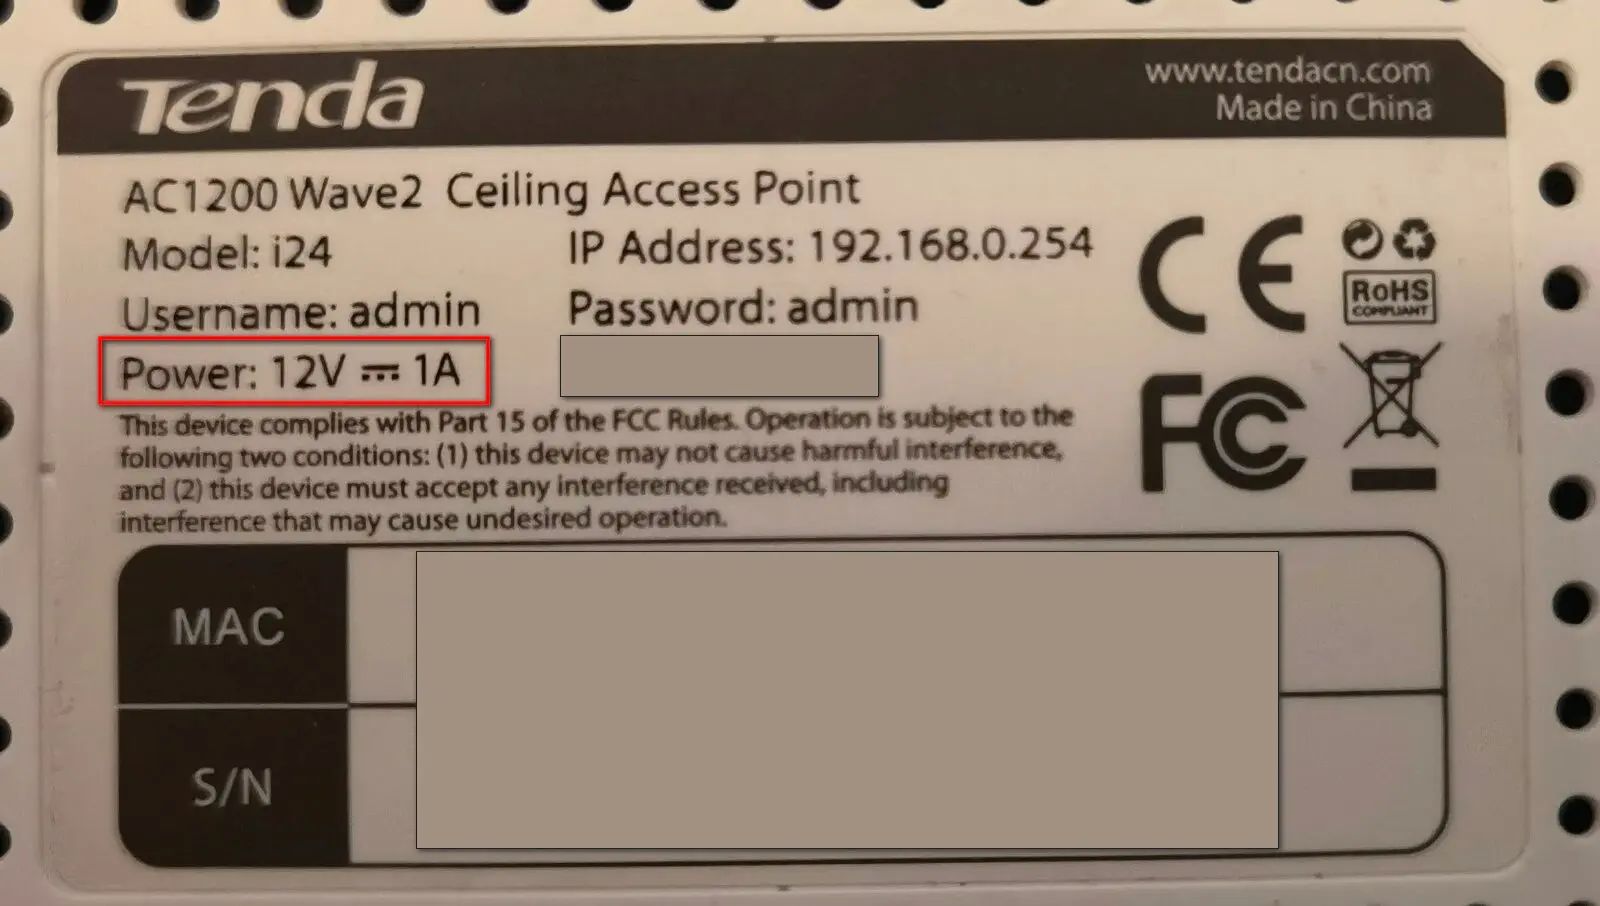 Tenda
www.tendacn.com
Made in China
AC1200 Wave2 Ceiling Access Point
Model: i24
IP Address: 192.168.0.254
Username: admin
Password: admin
Power: 12V ⎓ 1A
This device complies with Part 15 of the FCC Rules. Operation is subject to the
following two conditions: (1) this device may not cause harmful interference,
and (2) this device must accept any interference received, including
interference that may cause undesired operation.
CE
RoHS
COMPLIANT
FC
MAC
S/N